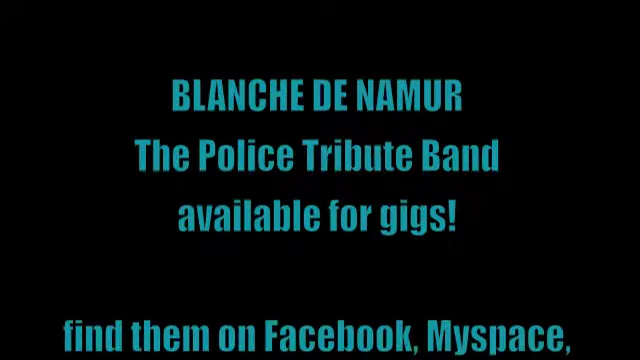 BLANCHE DE NAMUR
The Police Tribute Band
available for gigs!
find them on Facebook, Myspace,